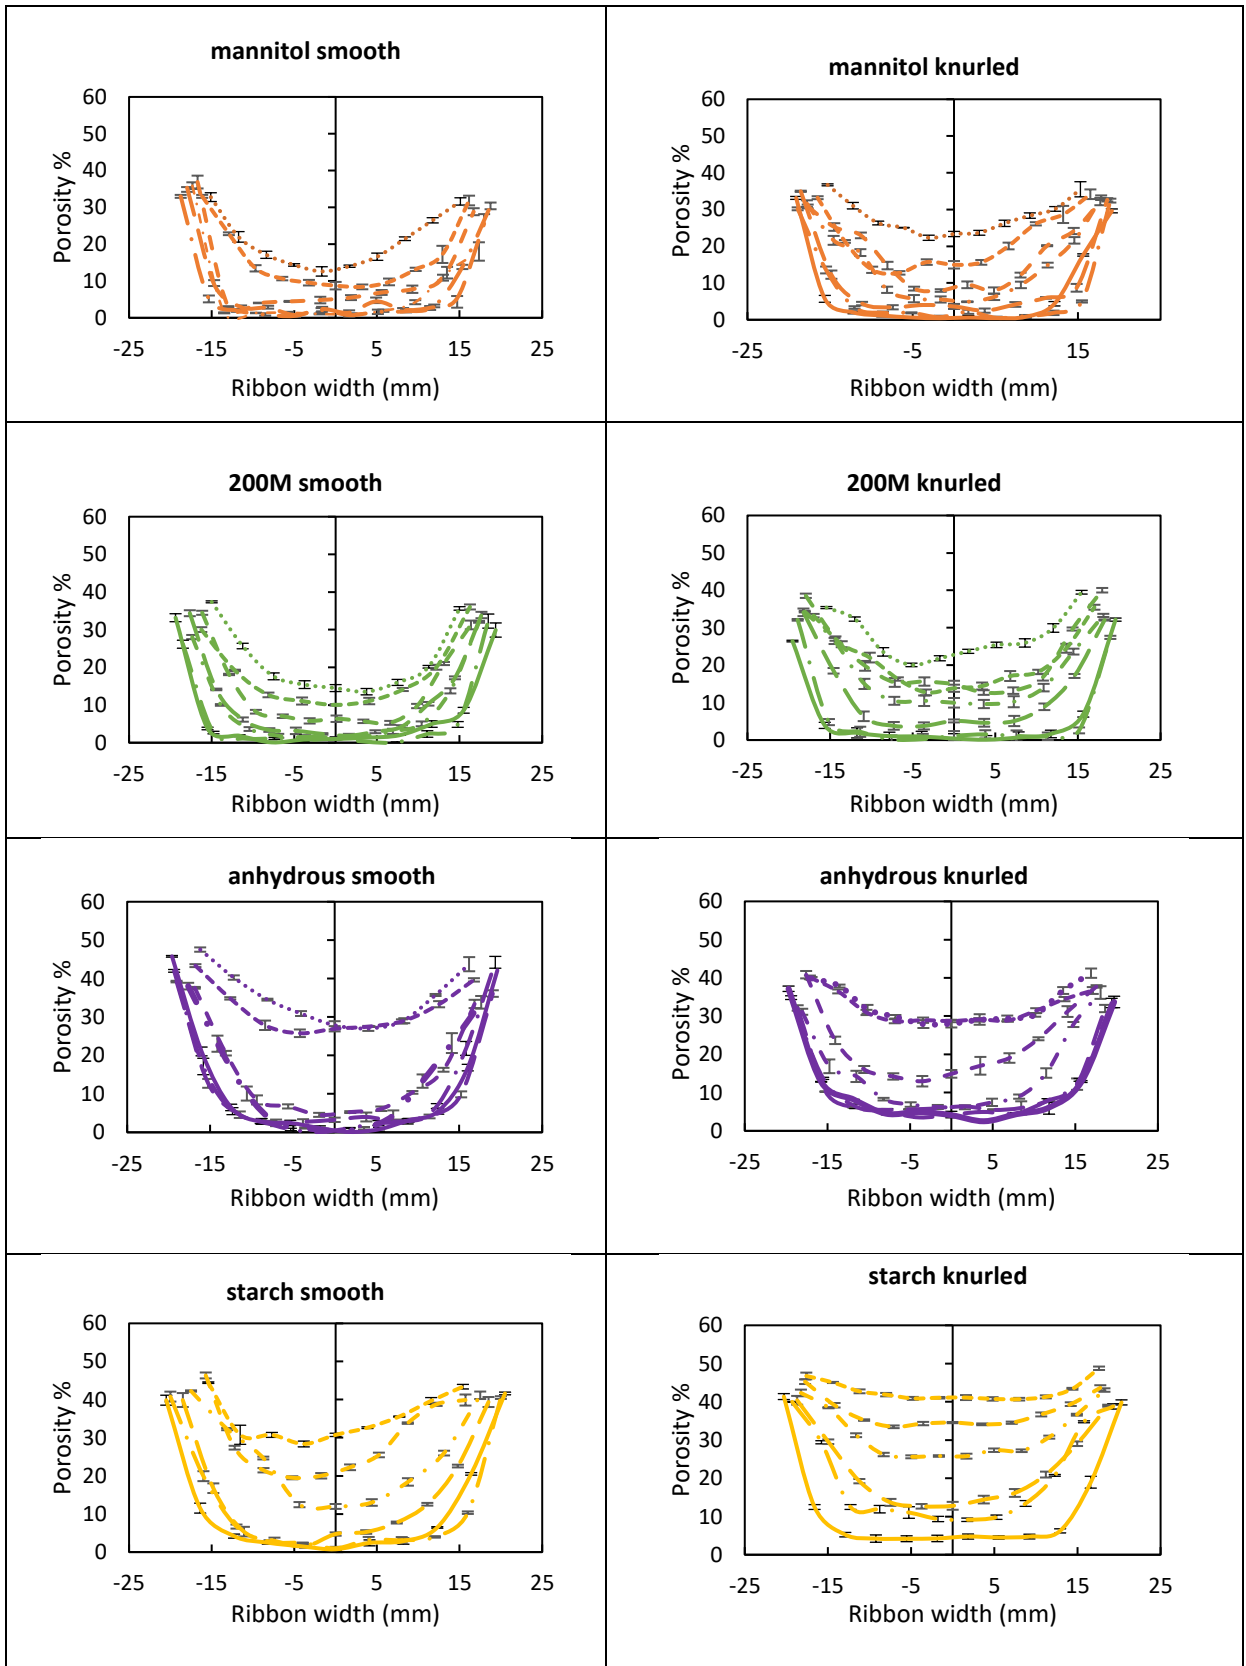 mannitol smooth
60
50
40
30
20
10
0
Porosity %
-25 -15 -5 5 15 25
Ribbon width (mm)
mannitol knurled
60
50
40
30
20
10
0
Porosity %
-25 -5 15
Ribbon width (mm)
200M smooth
60
50
40
30
20
10
0
Porosity %
-25 -15 -5 5 15 25
Ribbon width (mm)
200M knurled
60
50
40
30
20
10
0
Porosity %
-25 -15 -5 5 15 25
Ribbon width (mm)
anhydrous smooth
60
50
40
30
20
10
0
Porosity %
-25 -15 -5 5 15 25
Ribbon width (mm)
anhydrous knurled
60
50
40
30
20
10
0
Porosity %
-25 -15 -5 5 15 25
Ribbon width (mm)
starch smooth
60
50
40
30
20
10
0
Porosity %
-25 -15 -5 5 15 25
Ribbon width (mm)
starch knurled
60
50
40
30
20
10
0
Porosity %
-25 -15 -5 5 15 25
Ribbon width (mm)